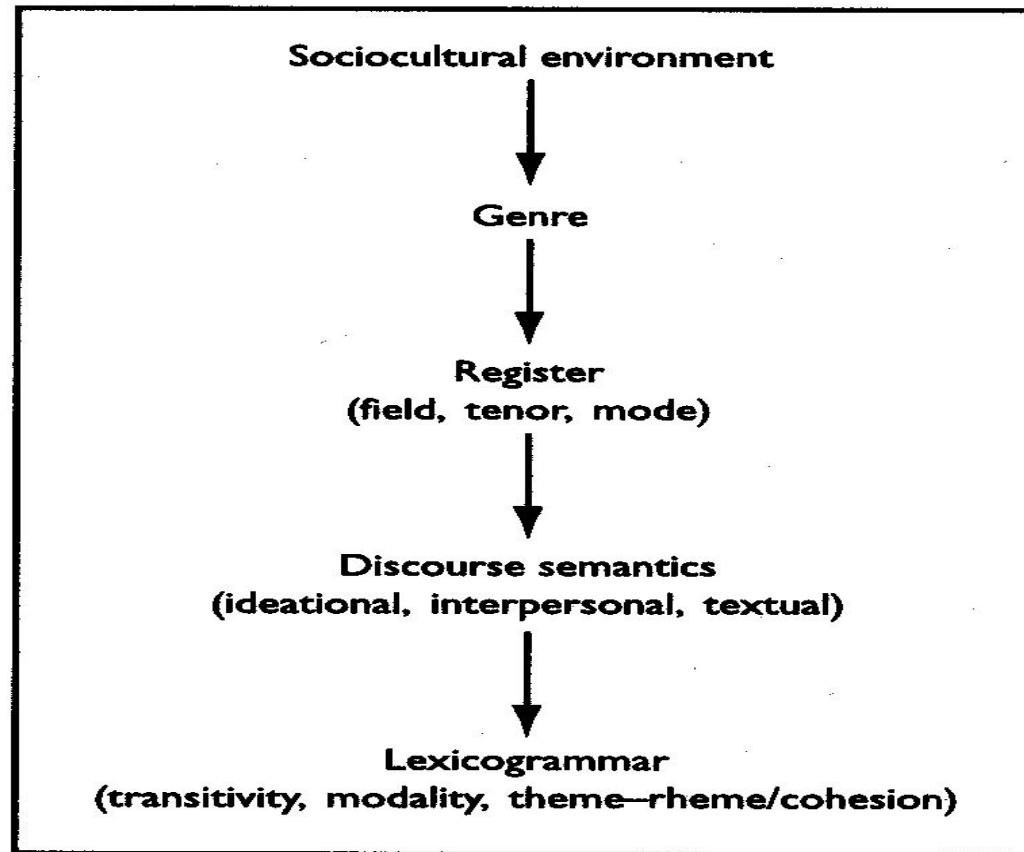 Sociocultural environment
Genre
Register
(field, tenor, mode)
Discourse semantics
(ideational, interpersonal, textual)
Lexicogrammar
(transitivity, modality, theme–rheme/cohesion)